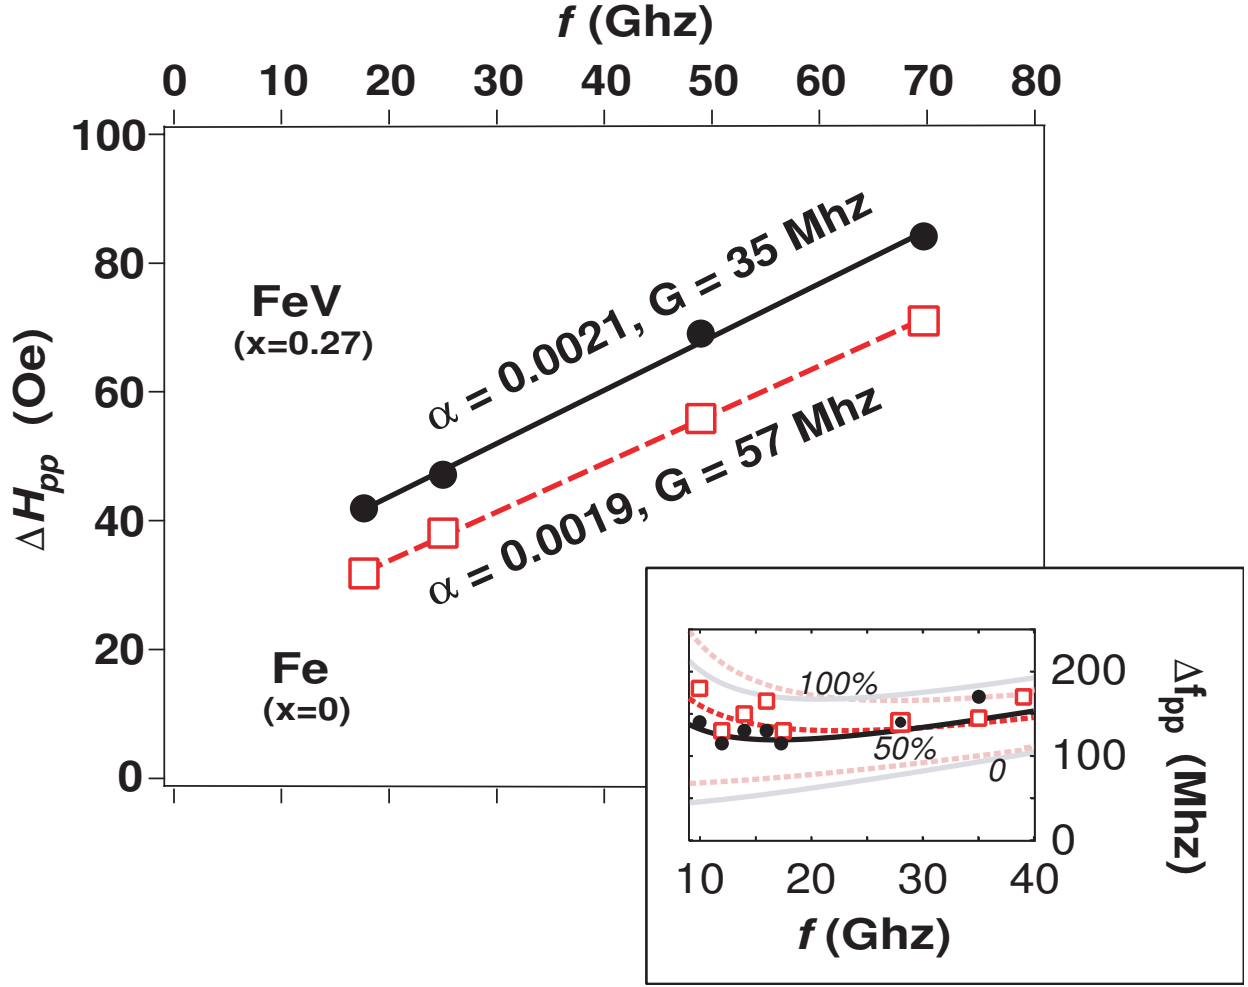 f (Ghz)
0 10 20 30 40 50 60 70 80
100
80
60
40
20
0
ΔHpp (Oe)
FeV
(x=0.27)
α = 0.0021, G = 35 Mhz
α = 0.0019, G = 57 Mhz
Fe
(x=0)
100%
50%
0
200
100
0
Δfpp (Mhz)
10 20 30 40
f (Ghz)